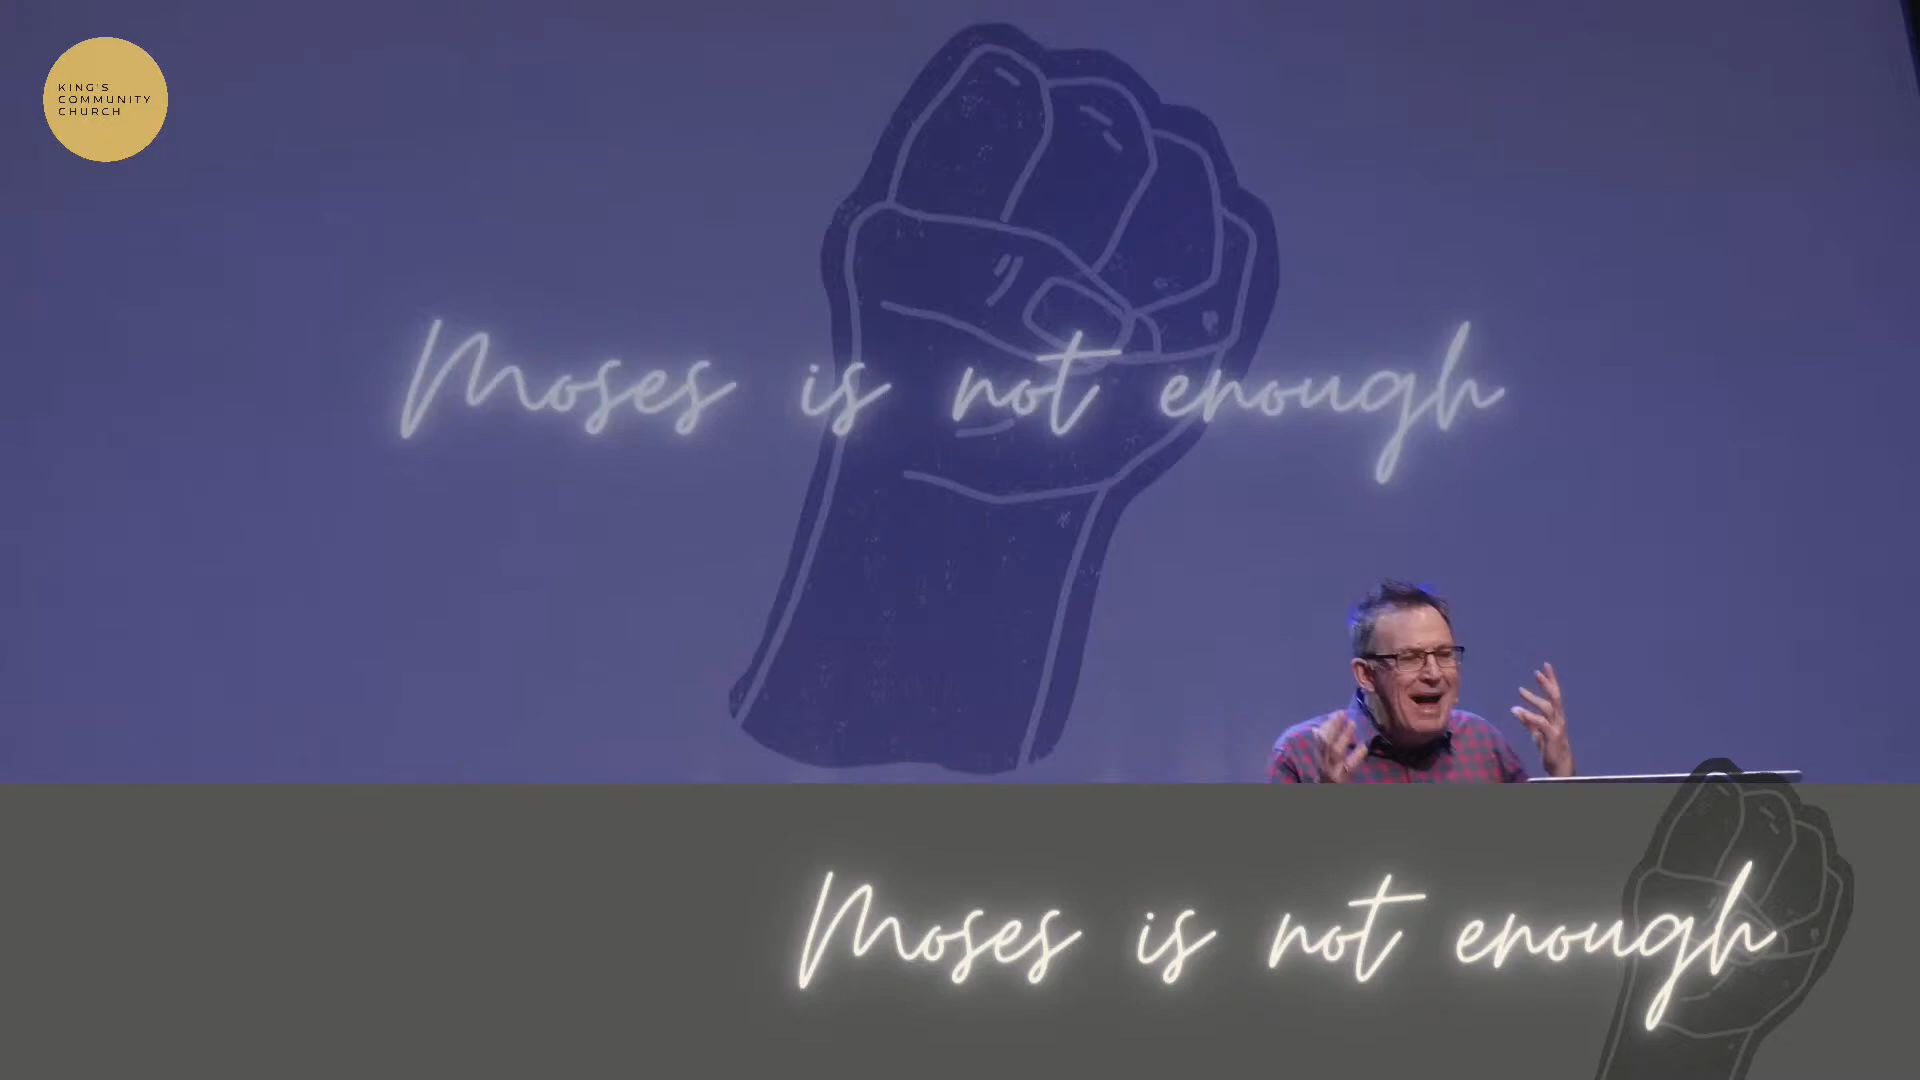 KING'S
COMMUNITY
CHURCH
Moses is not enough
Moses is not enough